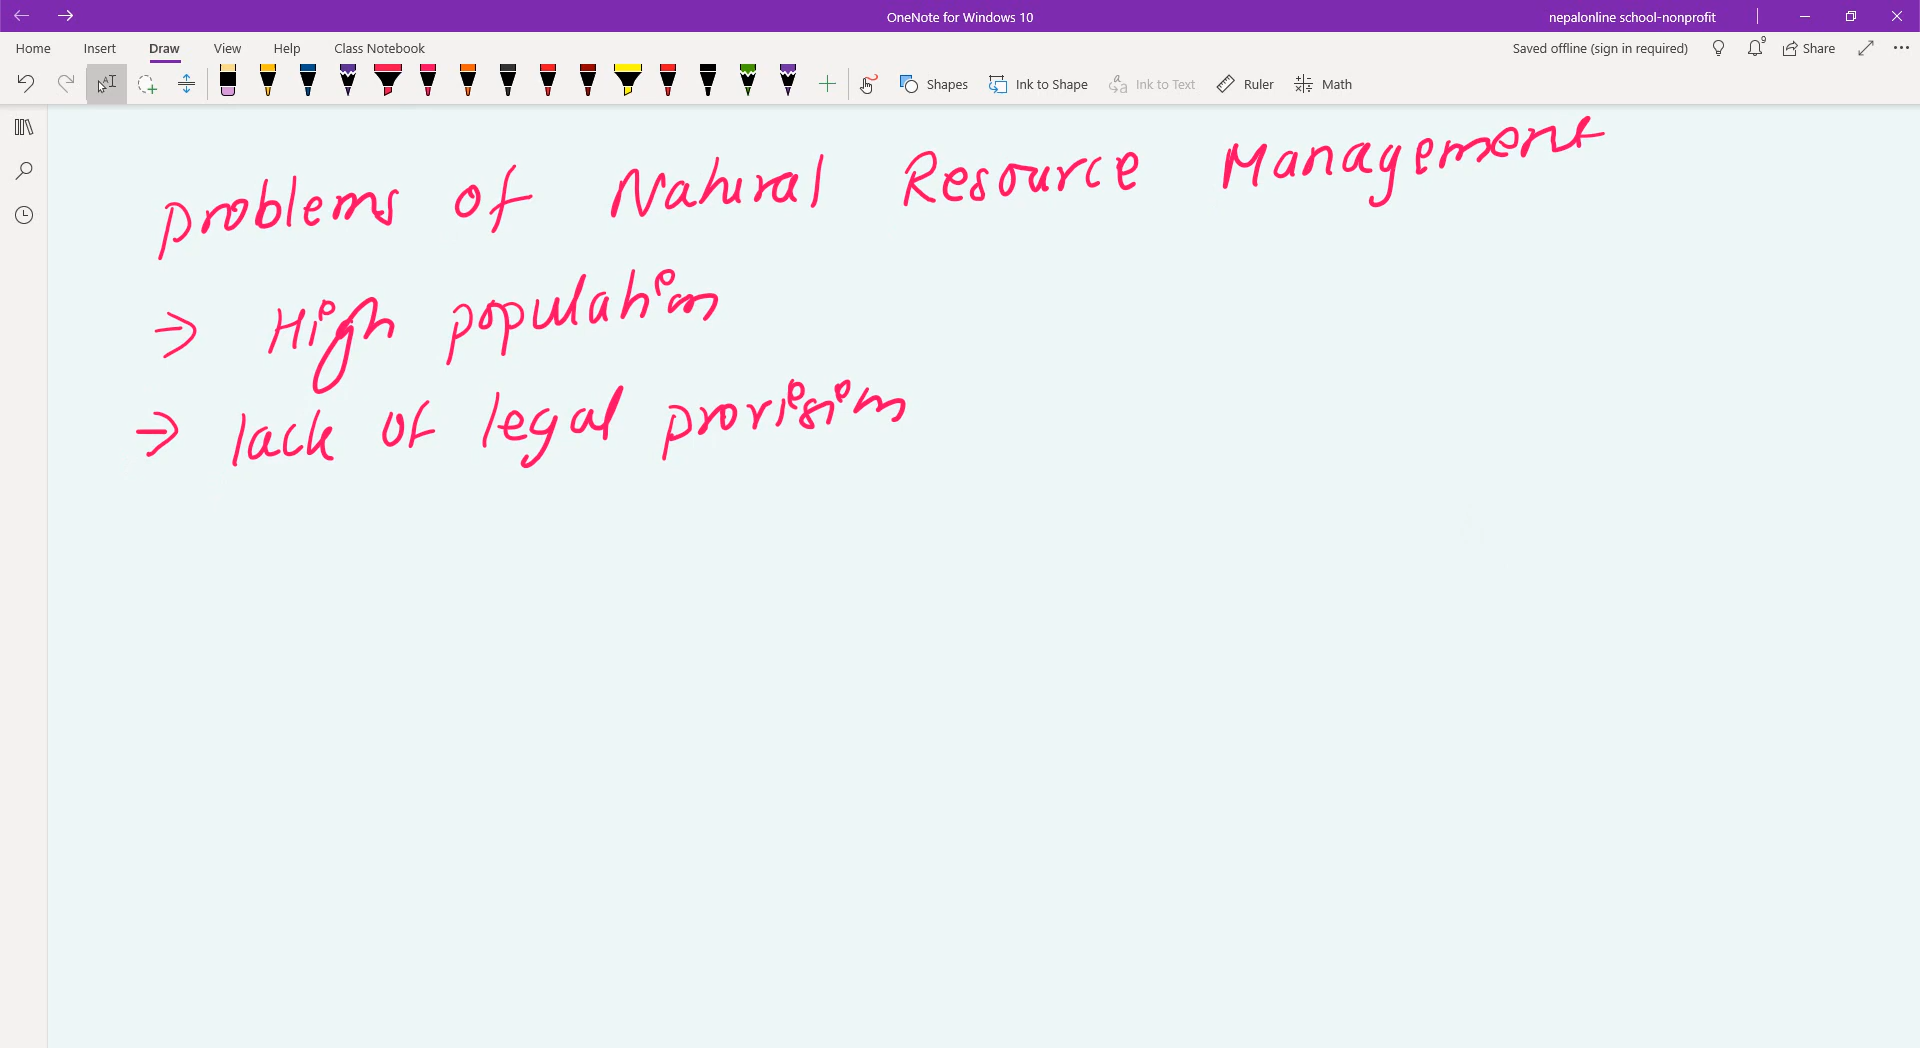 OneNote for Windows 10
nepalonline school-nonprofit
Home Insert Draw View Help Class Notebook
Saved offline (sign in required) 9 Share
Shapes Ink to Shape Ink to Text Ruler Math
problems of Natural Resource Management
→ High population
→ lack of legal provision